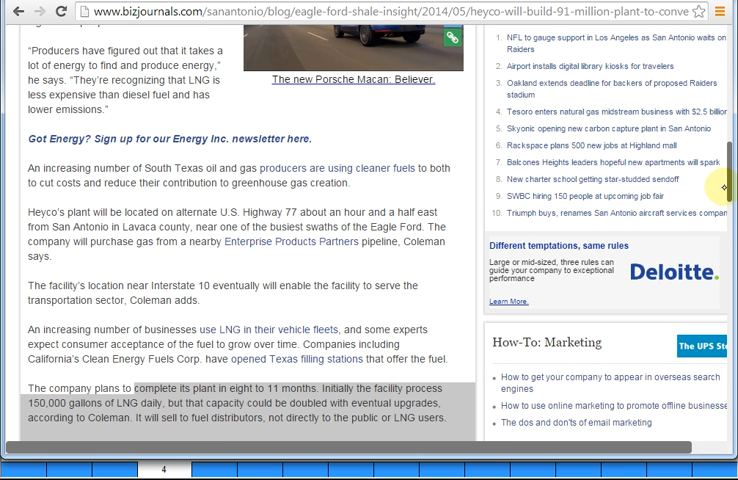 www.bizjournals.com/sanantonio/blog/eagle-ford-shale-insight/2014/05/heyco-will-build-91-million-plant-to-conve
“Producers have figured out that it takes a
lot of energy to find and produce energy,”
he says. “They’re recognizing that LNG is
less expensive than diesel fuel and has
lower emissions.”
The new Porsche Macan: Believer.
Got Energy? Sign up for our Energy Inc. newsletter here.
An increasing number of South Texas oil and gas producers are using cleaner fuels to both
to cut costs and reduce their contribution to greenhouse gas creation.
Heyco’s plant will be located on alternate U.S. Highway 77 about an hour and a half east
from San Antonio in Lavaca county, near one of the busiest swaths of the Eagle Ford. The
company will purchase gas from a nearby Enterprise Products Partners pipeline, Coleman
says.
The facility’s location near Interstate 10 eventually will enable the facility to serve the
transportation sector, Coleman adds.
An increasing number of businesses use LNG in their vehicle fleets, and some experts
expect consumer acceptance of the fuel to grow over time. Companies including
California’s Clean Energy Fuels Corp. have opened Texas filling stations that offer the fuel.
The company plans to complete its plant in eight to 11 months. Initially the facility process
150,000 gallons of LNG daily, but that capacity could be doubled with eventual upgrades,
according to Coleman. It will sell to fuel distributors, not directly to the public or LNG users.
1. NFL to gauge support in Los Angeles as San Antonio waits on
Raiders
2. Airport installs digital library kiosks for travelers
3. Oakland extends deadline for backers of proposed Raiders
stadium
4. Tesoro enters natural gas midstream business with $2.5 billion
5. Skyonic opening new carbon capture plant in San Antonio
6. Rackspace plans 500 new jobs at Highland mall
7. Balcones Heights leaders hopeful new apartments will spark
8. New charter school getting star-studded sendoff
9. SWBC hiring 150 people at upcoming job fair
10. Triumph buys, renames San Antonio aircraft services compan
Different temptations, same rules
Large or mid-sized, three rules can
guide your company to exceptional
performance
Learn More.
Deloitte.
How-To: Marketing
The UPS Sto
• How to get your company to appear in overseas search
engines
• How to use online marketing to promote offline businesse
• The dos and don'ts of email marketing
4